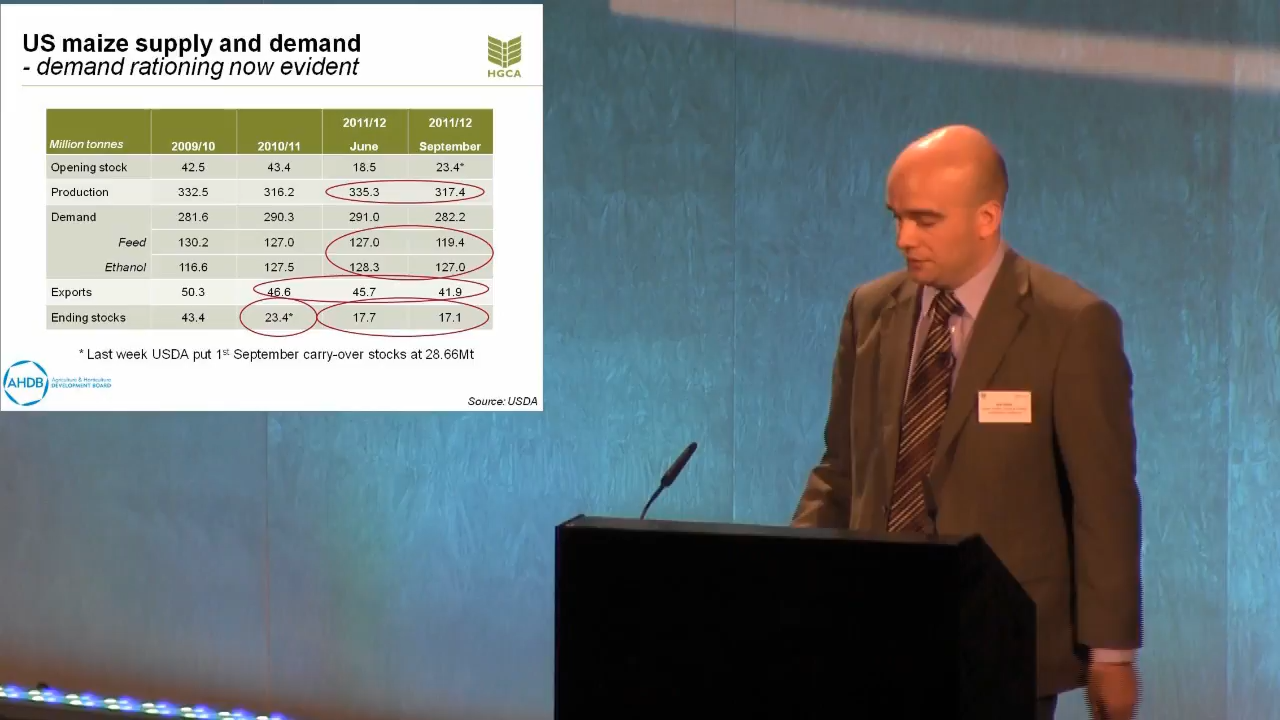 US maize supply and demand
- demand rationing now evident
HGCA
2011/12 2011/12
Million tonnes 2009/10 2010/11 June September
Opening stock 42.5 43.4 18.5 23.4*
Production 332.5 316.2 335.3 317.4
Demand 281.6 290.3 291.0 282.2
Feed 130.2 127.0 127.0 119.4
Ethanol 116.6 127.5 128.3 127.0
Exports 50.3 46.6 45.7 41.9
Ending stocks 43.4 23.4* 17.7 17.1
* Last week USDA put 1st September carry-over stocks at 28.66Mt
AHDB
Agriculture & Horticulture
DEVELOPMENT BOARD
Source: USDA